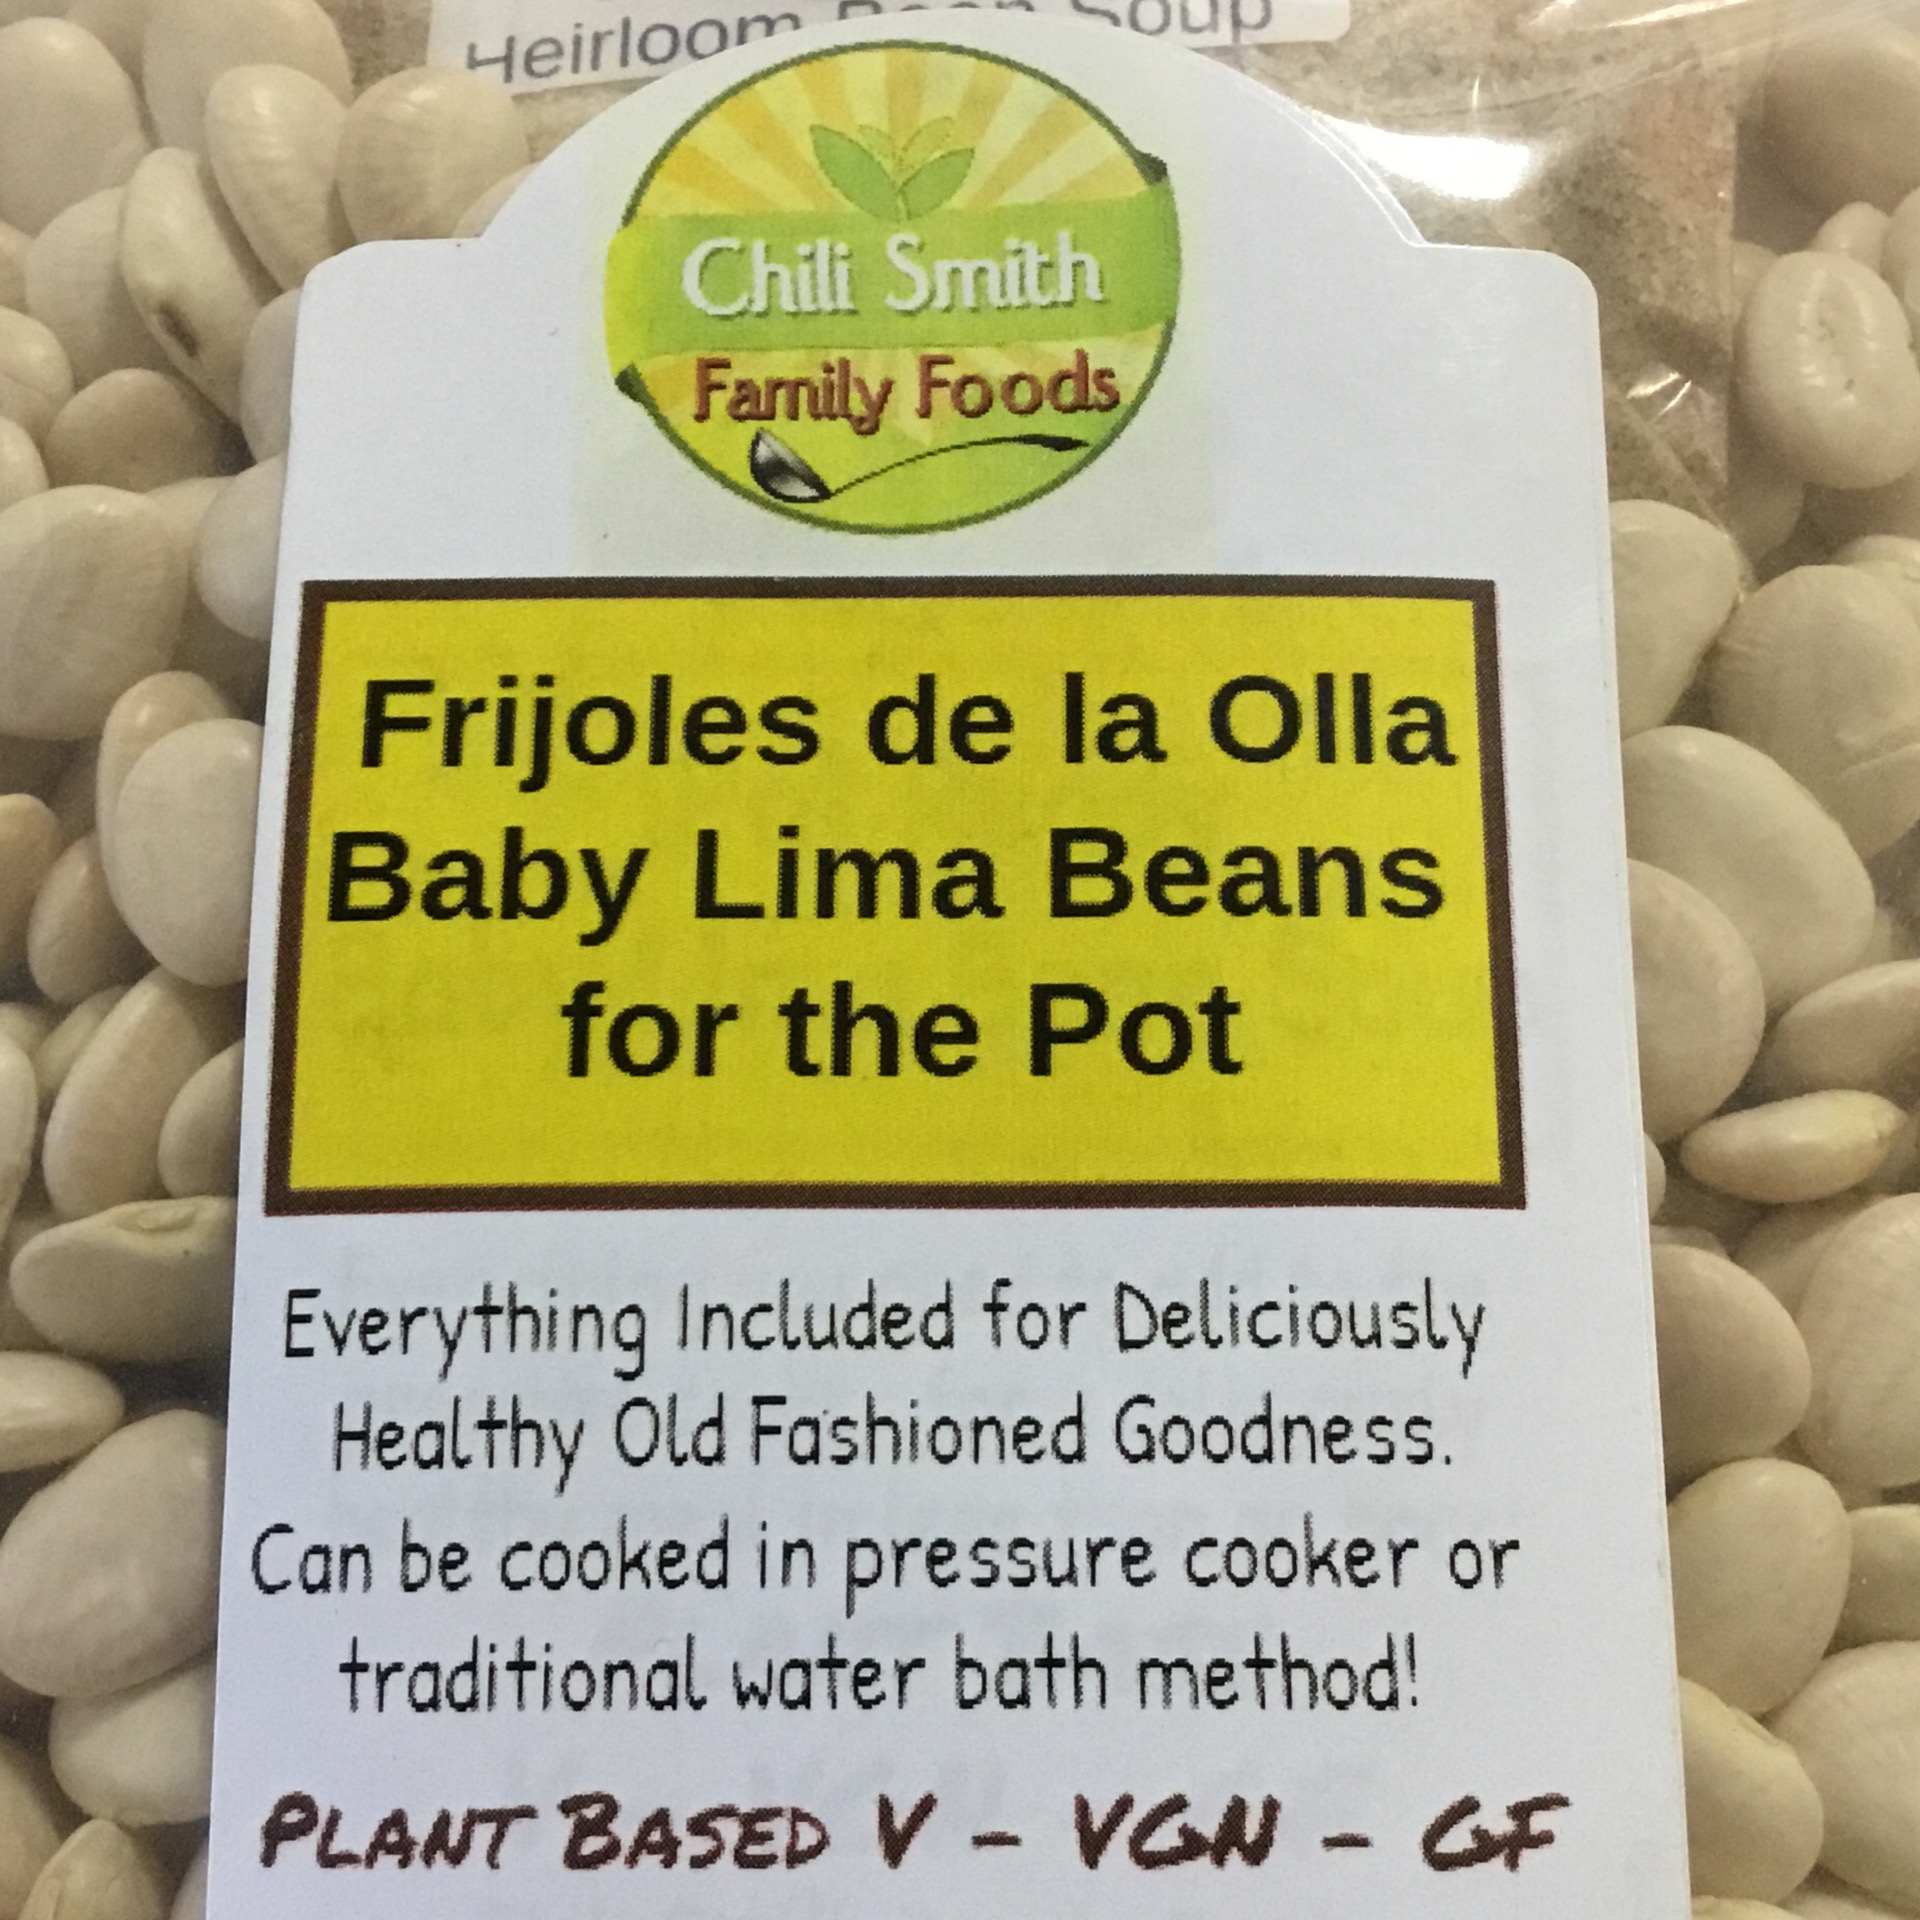 Heirloom Bean Soup
Chili Smith
Family Foods
Frijoles de la Olla
Baby Lima Beans
for the Pot
Everything Included for Deliciously
Healthy Old Fashioned Goodness.
Can be cooked in pressure cooker or
traditional water bath method!
PLANT BASED V - VGN - GF